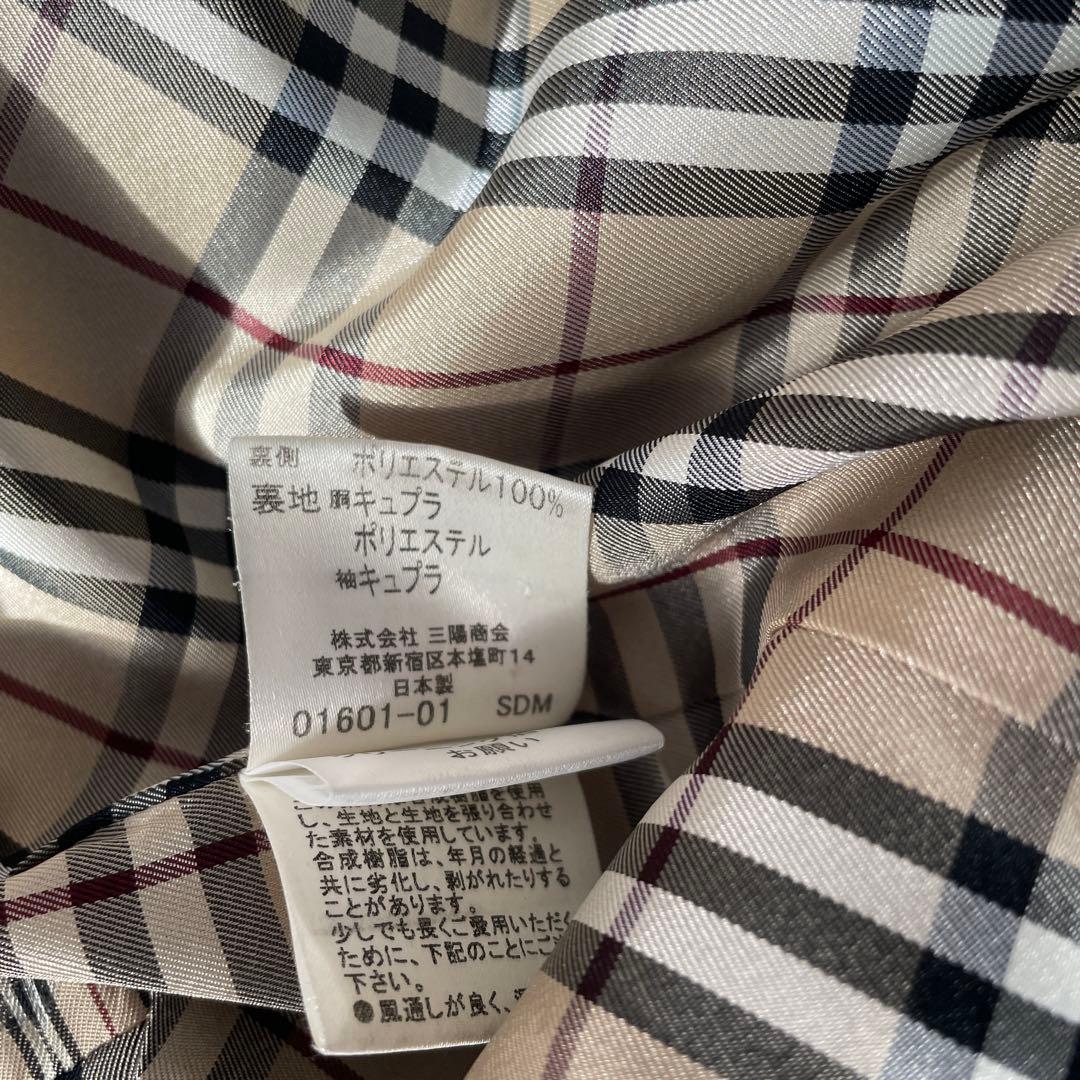 裏側 ポリエステル100%
裏地 胴キュプラ
ポリエステル
袖キュプラ
株式会社 三陽商会
東京都新宿区本塩町14
日本製
01601-01 SDM
お願い
樹脂を使用
し、生地と生地を張り合わせ
た素材を使用しています。
合成樹脂は、年月の経過と
共に劣化し、剥がれたりする
ことがあります。
少しでも長くご愛用いただく
ために、下記のことにご
下さい。
●風通しが良く、